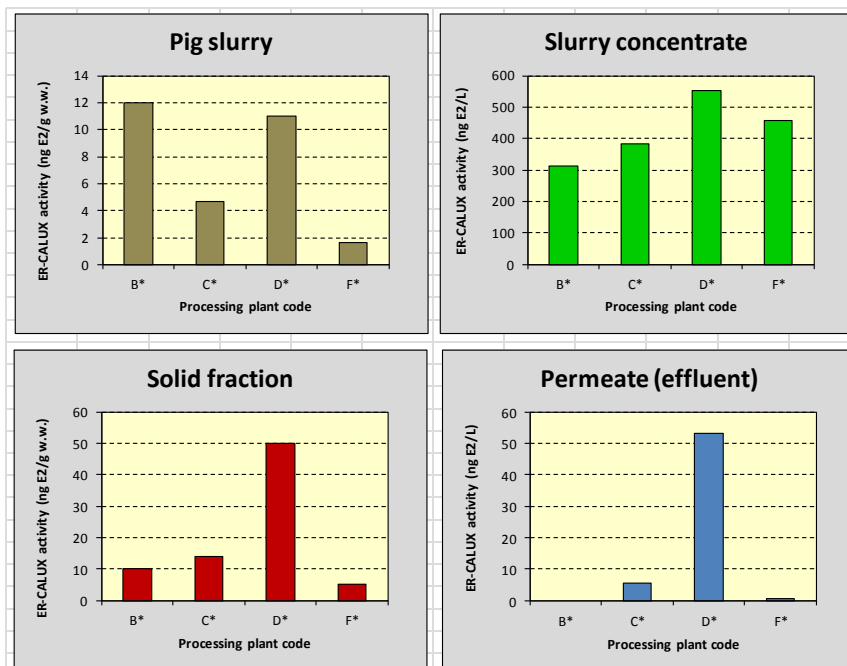 Pig slurry
ER-CALUX activity (ng E2/g w.w.)
14
12
10
8
6
4
2
0
B* C* D* F*
Processing plant code
Slurry concentrate
ER-CALUX activity (ng E2/L)
600
500
400
300
200
100
0
B* C* D* F*
Processing plant code
Solid fraction
ER-CALUX activity (ng E2/g w.w.)
60
50
40
30
20
10
0
B* C* D* F*
Processing plant code
Permeate (effluent)
ER-CALUX activity (ng E2/L)
60
50
40
30
20
10
0
B* C* D* F*
Processing plant code